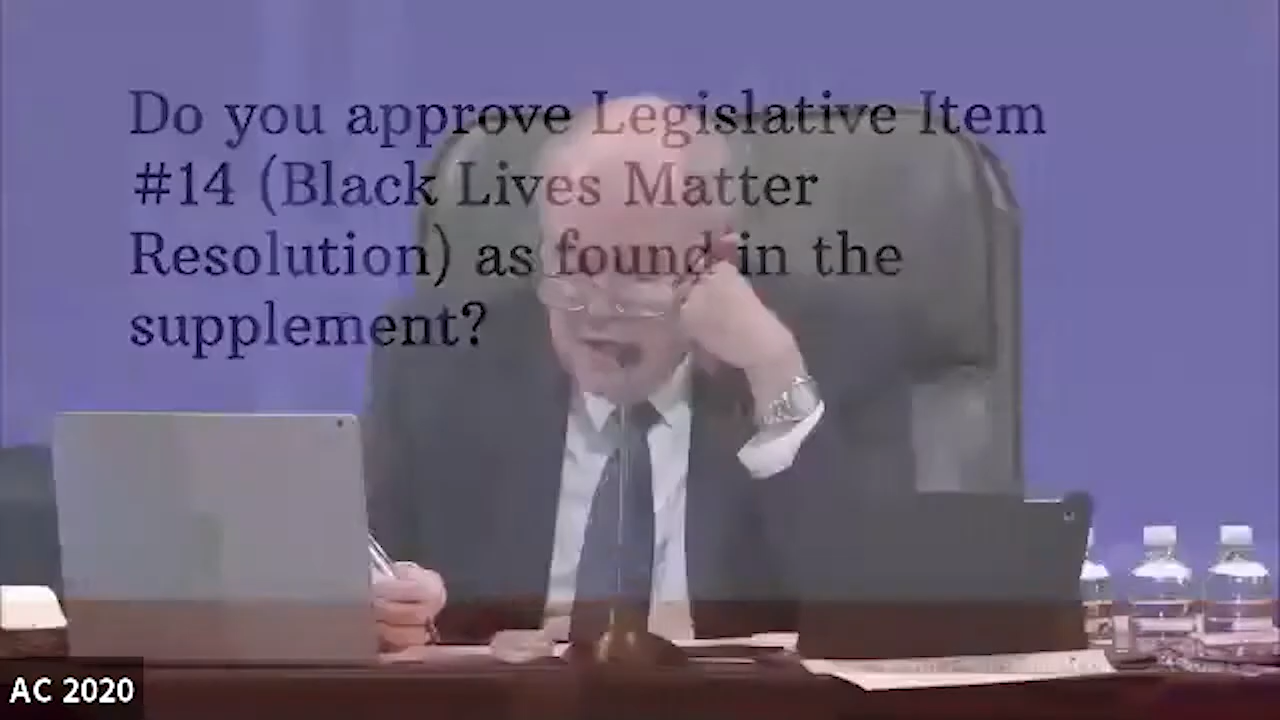 Do you approve Legislative Item
#14 (Black Lives Matter
Resolution) as found in the
supplement?
AC 2020